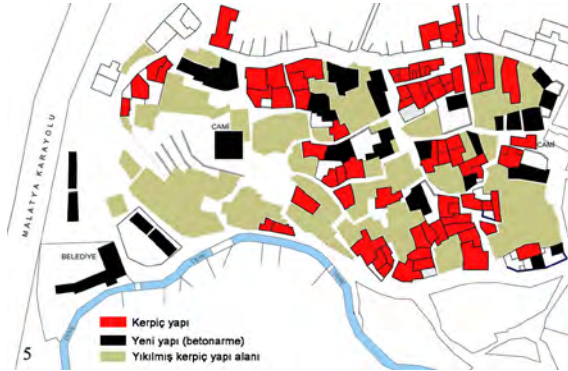 MALATYA KARAYOLU
CAMİ
CAMİ
BELEDİYE
Kerpiç yapı
Yeni yapı (betonarme)
Yıkılmış kerpiç yapı alanı
5